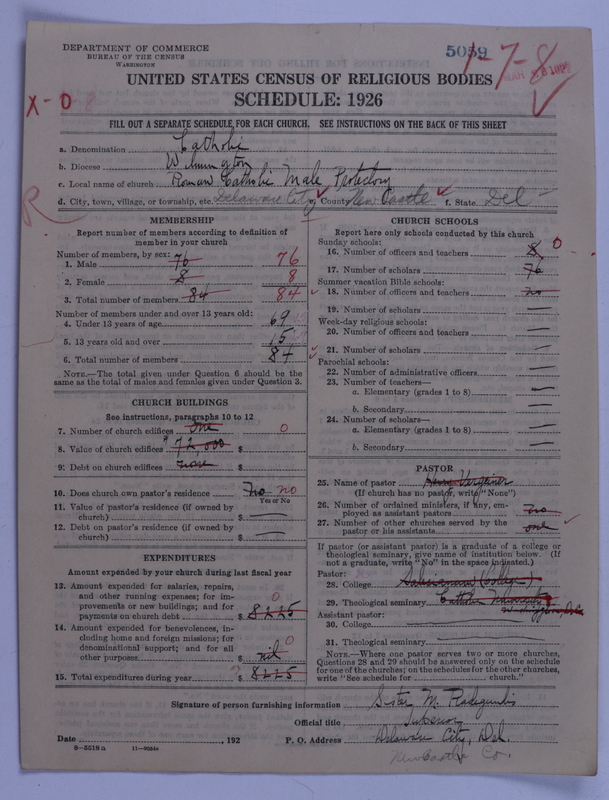 DEPARTMENT OF COMMERCE
BUREAU OF THE CENSUS
WASHINGTON
5059
1-7-8
X-0 8
UNITED STATES CENSUS OF RELIGIOUS BODIES
SCHEDULE: 1926
FILL OUT A SEPARATE SCHEDULE FOR EACH CHURCH. SEE INSTRUCTIONS ON THE BACK OF THIS SHEET
a. Denomination Catholic
b. Diocese Wilmington
c. Local name of church Roman Catholic Male Protectory
d. City, town, village, or township, etc. Delaware City e. County New Castle f. State Del
R
MEMBERSHIP
Report number of members according to definition of member in your church
Number of members, by sex:
1. Male 76 76
2. Female 8 8
3. Total number of members 84 84
Number of members under and over 13 years old:
4. Under 13 years of age 69
5. 13 years old and over 15
6. Total number of members 84
NOTE.—The total given under Question 6 should be the same as the total of males and females given under Question 3.
CHURCH BUILDINGS
See instructions, paragraphs 10 to 12
7. Number of church edifices one 0
8. Value of church edifices "72,000 $
9. Debt on church edifices none $
10. Does church own pastor's residence No no
Yes or No
11. Value of pastor's residence (if owned by church) $ —
12. Debt on pastor's residence (if owned by church) $ —
EXPENDITURES
Amount expended by your church during last fiscal year
13. Amount expended for salaries, repairs, and other running expenses; for improvements or new buildings; and for payments on church debt $ 8225 0
14. Amount expended for benevolences, including home and foreign missions; for denominational support; and for all other purposes $ nil 0
15. Total expenditures during year $ 8225
CHURCH SCHOOLS
Report here only schools conducted by this church
Sunday schools:
16. Number of officers and teachers 8 0
17. Number of scholars 76
Summer vacation Bible schools:
18. Number of officers and teachers no
19. Number of scholars —
Week-day religious schools:
20. Number of officers and teachers —
21. Number of scholars —
Parochial schools:
22. Number of administrative officers —
23. Number of teachers—
a. Elementary (grades 1 to 8) —
b. Secondary —
24. Number of scholars—
a. Elementary (grades 1 to 8) —
b. Secondary —
PASTOR
25. Name of pastor
(If church has no pastor, write "None")
26. Number of ordained ministers, if any, employed as assistant pastors no
27. Number of other churches served by the pastor or his assistants one
If pastor (or assistant pastor) is a graduate of a college or theological seminary, give name of institution below. (If not a graduate, write "No" in the space indicated.)
Pastor:
28. College
29. Theological seminary Catholic University
Assistant pastor:
30. College
31. Theological seminary
NOTE.—Where one pastor serves two or more churches, Questions 28 and 29 should be answered only on the schedule for one of the churches; on the schedules for the other churches, write "See schedule for church."
Signature of person furnishing information Sister M.
Official title Superior
Date , 192 P. O. Address Delaware City, Del.
8-5518 a 11-9034a
New Castle Co.